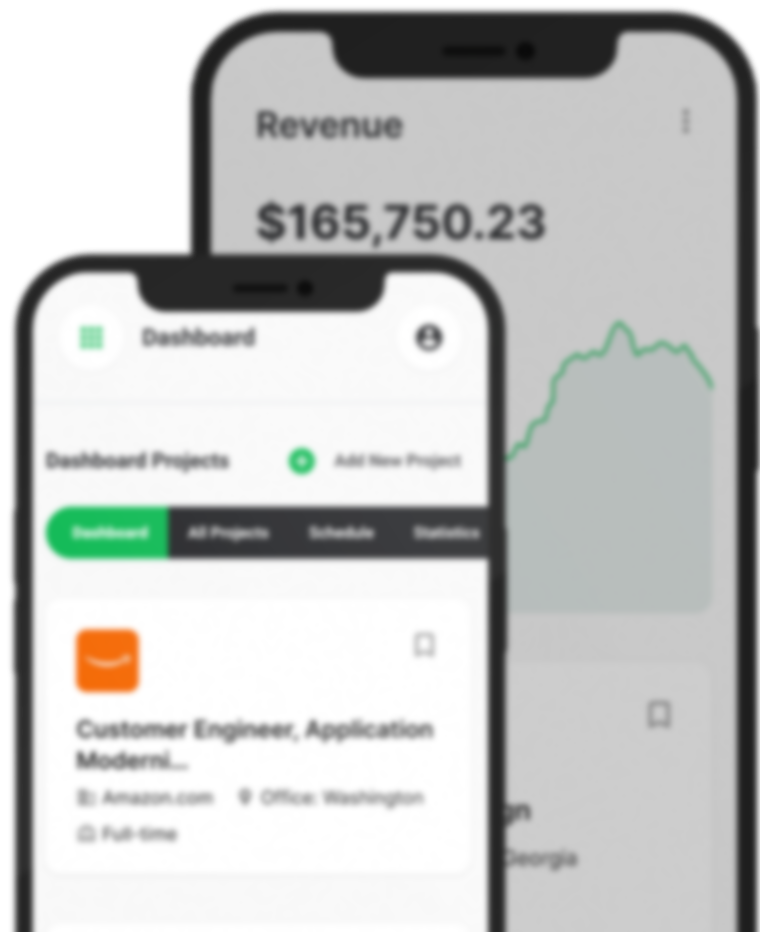 Revenue
$165,750.23
Dashboard
Dashboard Projects
Add New Project
Dashboard
All Projects
Schedule
Statistics
Customer Engineer, Application
Moderni...
Amazon.com
Office: Washington
Full-time
gn
Georgia